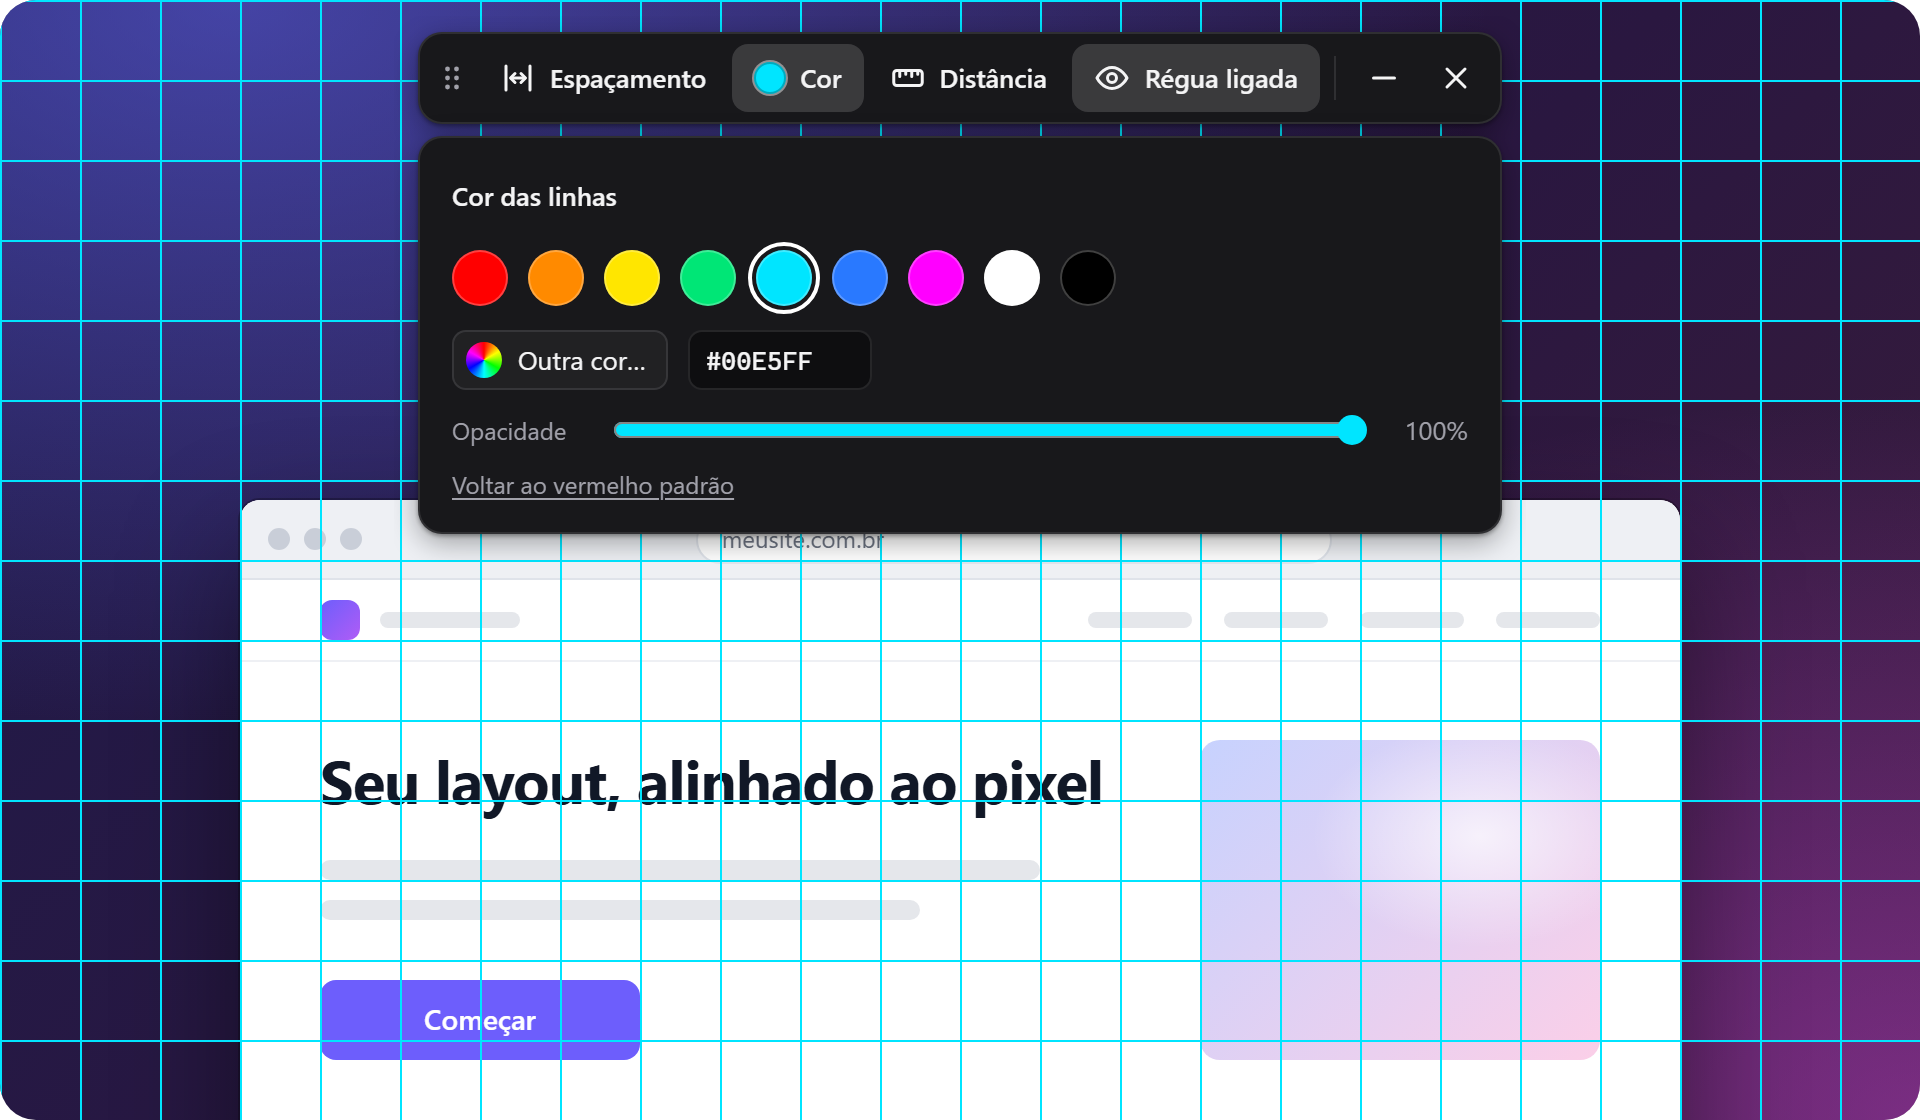 Espaçamento Cor Distância Régua ligada
Cor das linhas
Outra cor... #00E5FF
Opacidade 100%
Voltar ao vermelho padrão
meusite.com.br
Seu layout, alinhado ao pixel
Começar